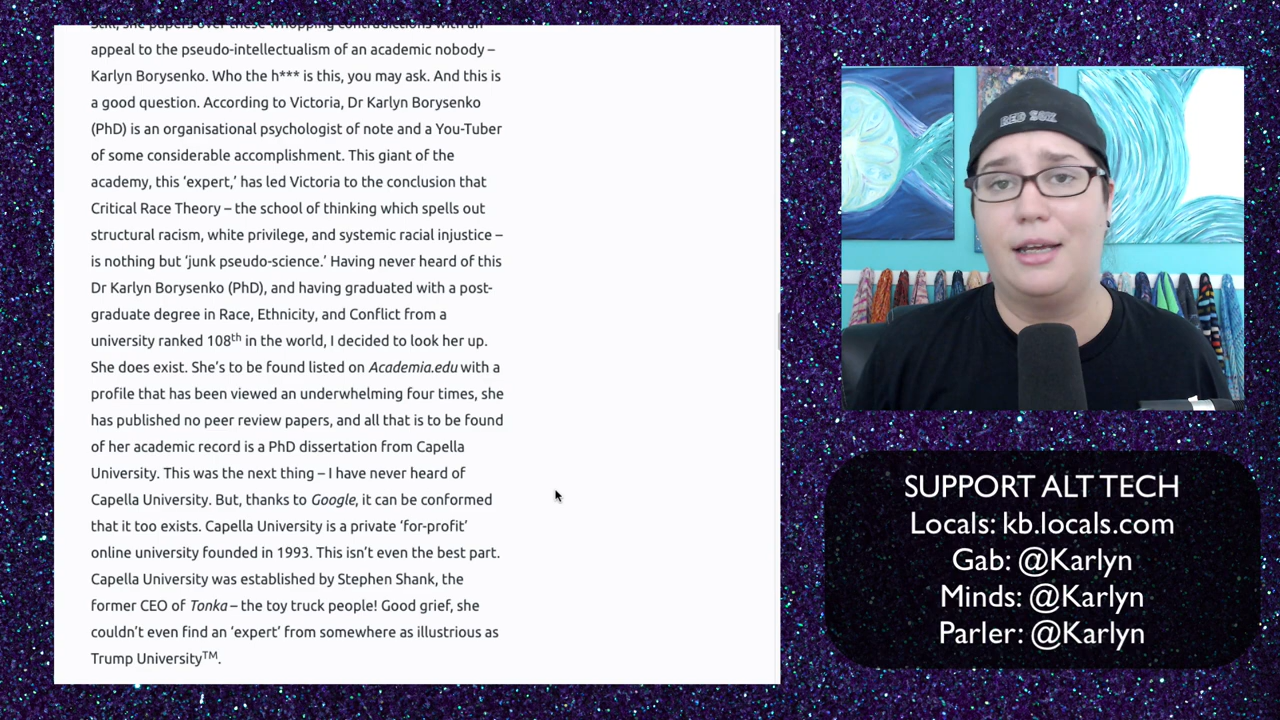 Still, she papers over these whopping contradictions with an
appeal to the pseudo-intellectualism of an academic nobody –
Karlyn Borysenko. Who the h*** is this, you may ask. And this is
a good question. According to Victoria, Dr Karlyn Borysenko
(PhD) is an organisational psychologist of note and a You-Tuber
of some considerable accomplishment. This giant of the
academy, this ‘expert,’ has led Victoria to the conclusion that
Critical Race Theory – the school of thinking which spells out
structural racism, white privilege, and systemic racial injustice –
is nothing but ‘junk pseudo-science.’ Having never heard of this
Dr Karlyn Borysenko (PhD), and having graduated with a post-
graduate degree in Race, Ethnicity, and Conflict from a
university ranked 108th in the world, I decided to look her up.
She does exist. She’s to be found listed on Academia.edu with a
profile that has been viewed an underwhelming four times, she
has published no peer review papers, and all that is to be found
of her academic record is a PhD dissertation from Capella
University. This was the next thing – I have never heard of
Capella University. But, thanks to Google, it can be conformed
that it too exists. Capella University is a private ‘for-profit’
online university founded in 1993. This isn’t even the best part.
Capella University was established by Stephen Shank, the
former CEO of Tonka – the toy truck people! Good grief, she
couldn’t even find an ‘expert’ from somewhere as illustrious as
Trump University™.
RED SOX
SUPPORT ALT TECH
Locals: kb.locals.com
Gab: @Karlyn
Minds: @Karlyn
Parler: @Karlyn